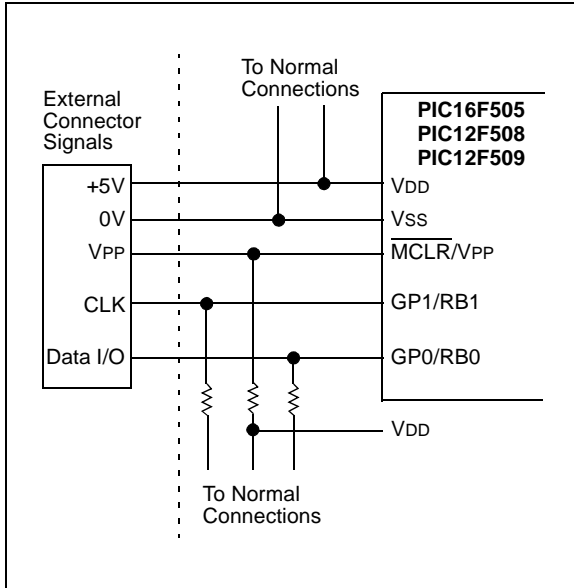 To Normal
Connections
External
Connector
Signals
PIC16F505
PIC12F508
PIC12F509
+5V
VDD
0V
VSS
VPP
MCLR/VPP
CLK
GP1/RB1
Data I/O
GP0/RB0
VDD
To Normal
Connections